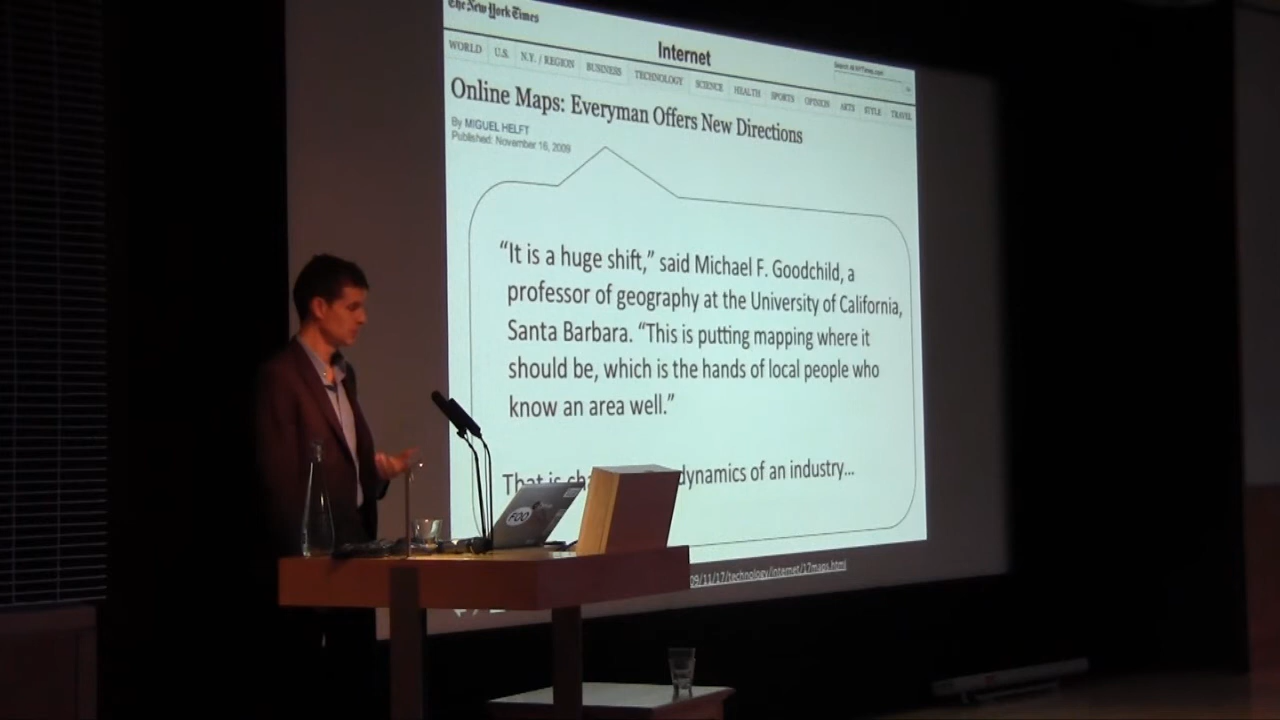 The New York Times
Internet
Search All NYTimes.com
WORLD U.S. N.Y. / REGION BUSINESS TECHNOLOGY SCIENCE HEALTH SPORTS OPINION ARTS STYLE TRAVEL
Online Maps: Everyman Offers New Directions
By MIGUEL HELFT
Published: November 16, 2009
“It is a huge shift,” said Michael F. Goodchild, a
professor of geography at the University of California,
Santa Barbara. “This is putting mapping where it
should be, which is the hands of local people who
know an area well.”
That is dynamics of an industry…
09/11/17/technology/internet/17maps.html
FOO